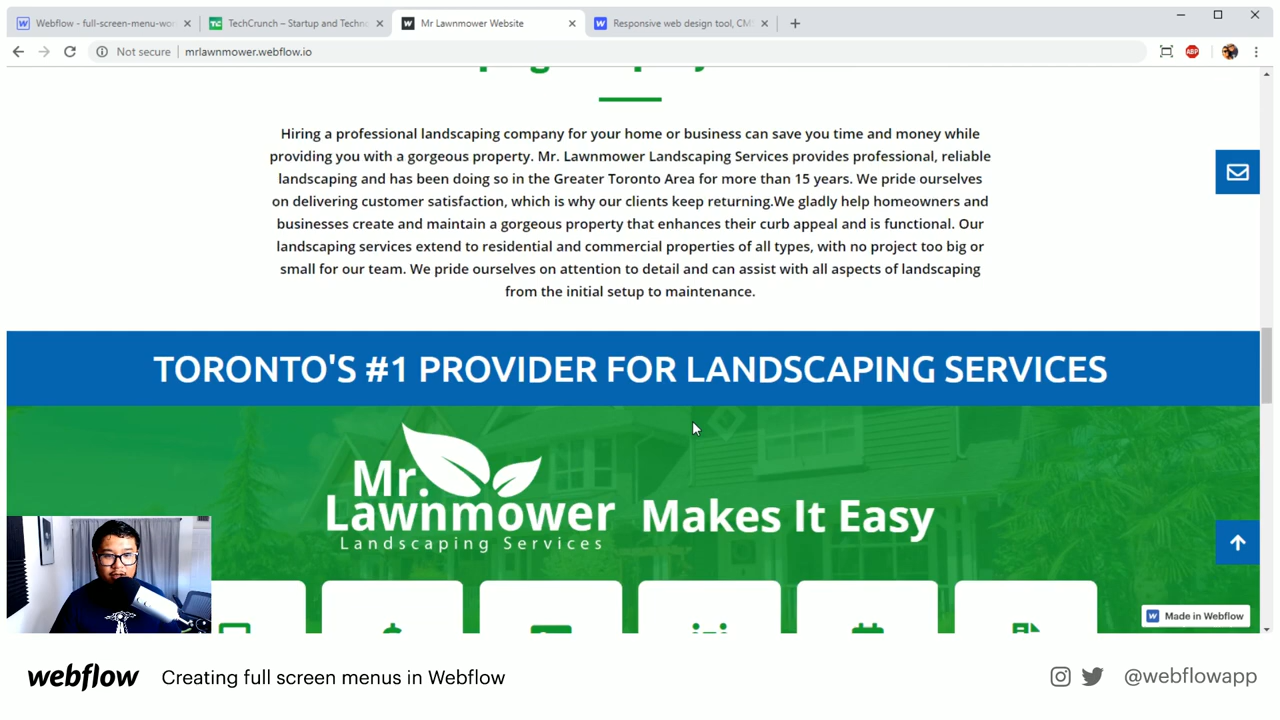 Webflow - full-screen-menu-wor
TechCrunch – Startup and Techno
Mr Lawnmower Website
Responsive web design tool, CM
Not secure
mrlawnmower.webflow.io
ABP
Hiring a professional landscaping company for your home or business can save you time and money while
providing you with a gorgeous property. Mr. Lawnmower Landscaping Services provides professional, reliable
landscaping and has been doing so in the Greater Toronto Area for more than 15 years. We pride ourselves
on delivering customer satisfaction, which is why our clients keep returning.We gladly help homeowners and
businesses create and maintain a gorgeous property that enhances their curb appeal and is functional. Our
landscaping services extend to residential and commercial properties of all types, with no project too big or
small for our team. We pride ourselves on attention to detail and can assist with all aspects of landscaping
from the initial setup to maintenance.
TORONTO'S #1 PROVIDER FOR LANDSCAPING SERVICES
Mr.
Lawnmower
Landscaping Services
Makes It Easy
Made in Webflow
webflow
Creating full screen menus in Webflow
@webflowapp